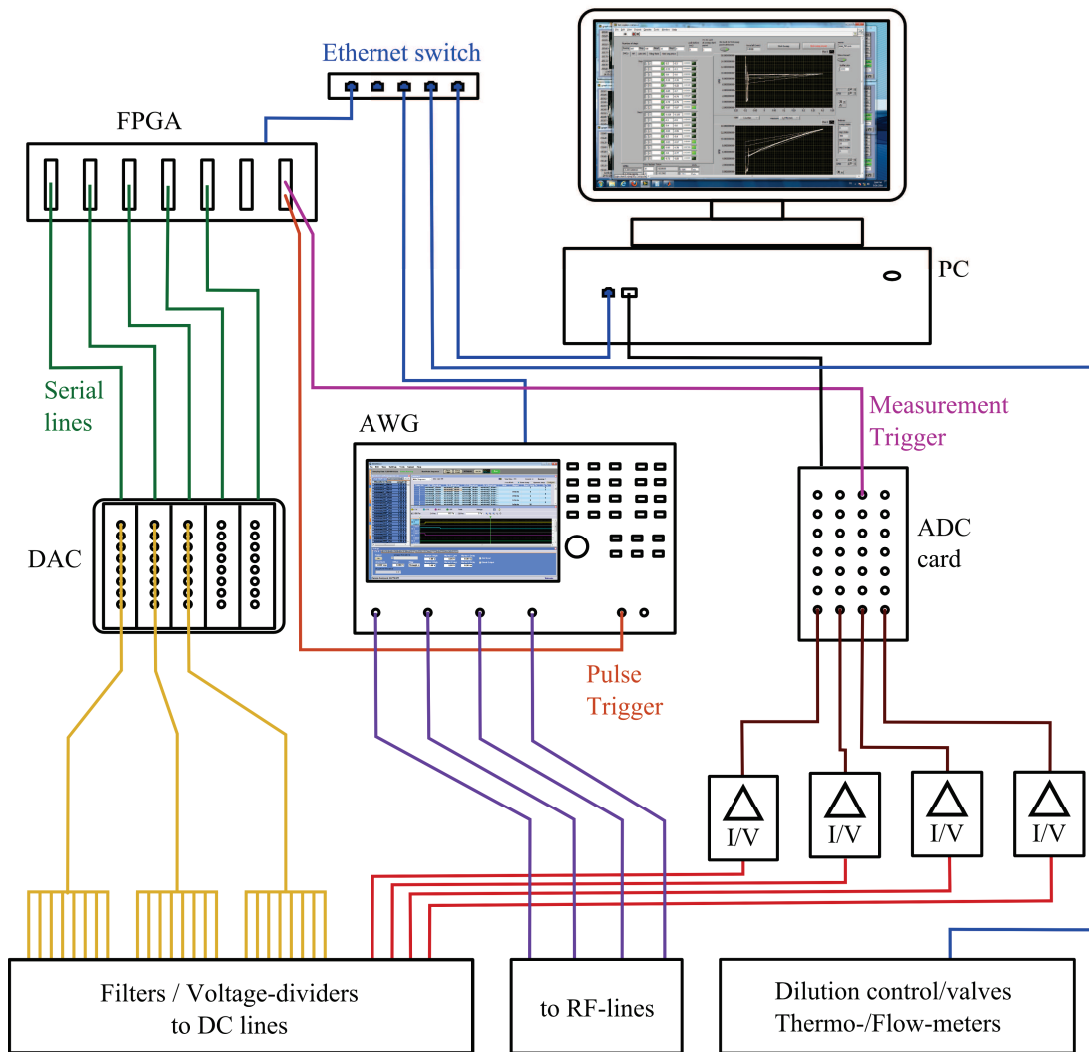 Ethernet switch
FPGA
PC
Serial
lines
Measurement
Trigger
AWG
DAC
ADC
card
Pulse
Trigger
I/V
I/V
I/V
I/V
Filters / Voltage-dividers
to DC lines
to RF-lines
Dilution control/valves
Thermo-/Flow-meters